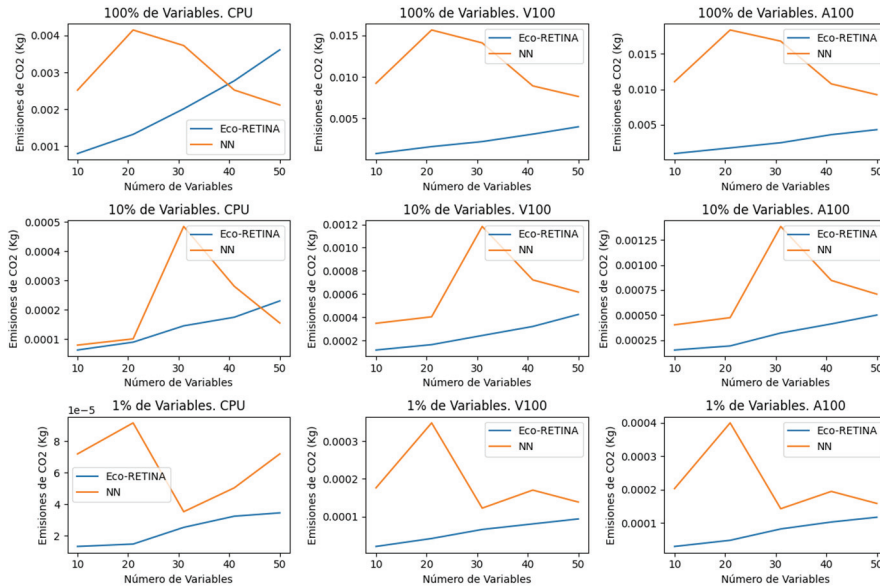 100% de Variables. CPU
Emisiones de CO2 (Kg)
0.004
0.003
0.002
0.001
Eco-RETINA
NN
10 20 30 40 50
Número de Variables
100% de Variables. V100
Emisiones de CO2 (Kg)
0.015
0.010
0.005
Eco-RETINA
NN
10 20 30 40 50
Número de Variables
100% de Variables. A100
Emisiones de CO2 (Kg)
0.015
0.010
0.005
Eco-RETINA
NN
10 20 30 40 50
Número de Variables
10% de Variables. CPU
Emisiones de CO2 (Kg)
0.0005
0.0004
0.0003
0.0002
0.0001
Eco-RETINA
NN
10 20 30 40 50
Número de Variables
10% de Variables. V100
Emisiones de CO2 (Kg)
0.0012
0.0010
0.0008
0.0006
0.0004
0.0002
Eco-RETINA
NN
10 20 30 40 50
Número de Variables
10% de Variables. A100
Emisiones de CO2 (Kg)
0.00125
0.00100
0.00075
0.00050
0.00025
Eco-RETINA
NN
10 20 30 40 50
Número de Variables
1% de Variables. CPU
1e-5
Emisiones de CO2 (Kg)
8
6
4
2
Eco-RETINA
NN
10 20 30 40 50
Número de Variables
1% de Variables. V100
Emisiones de CO2 (Kg)
0.0003
0.0002
0.0001
Eco-RETINA
NN
10 20 30 40 50
Número de Variables
1% de Variables. A100
Emisiones de CO2 (Kg)
0.0004
0.0003
0.0002
0.0001
Eco-RETINA
NN
10 20 30 40 50
Número de Variables